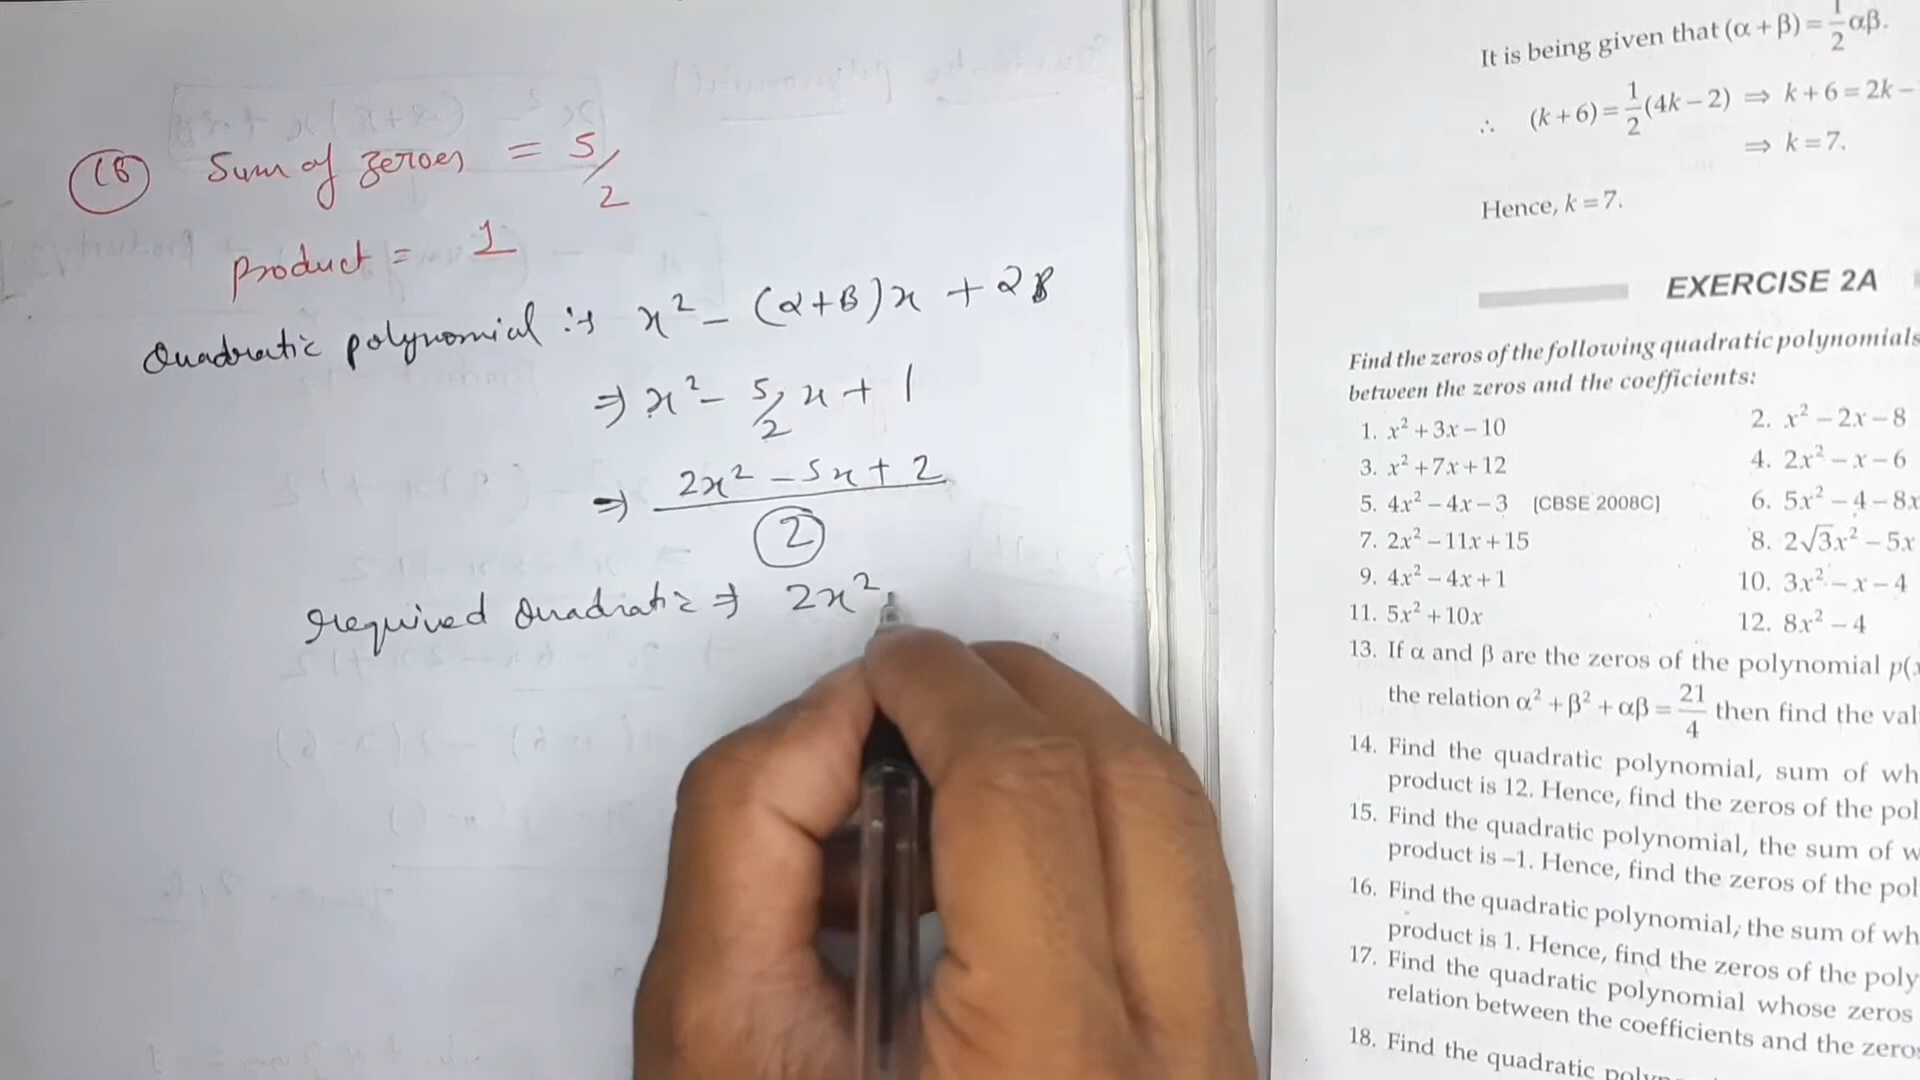 (16) Sum of zeroes = 5/2
product = 1
Quadratic polynomial is x² - (α+β)x + αβ
⇒ x² - 5/2 x + 1
⇒ 2x² - 5x + 2
2
required Quadratic ⇒ 2x²
It is being given that (α + β) = 1/2 αβ.
∴ (k + 6) = 1/2 (4k – 2) ⇒ k + 6 = 2k –
⇒ k = 7.
Hence, k = 7.
EXERCISE 2A
Find the zeros of the following quadratic polynomials
between the zeros and the coefficients:
1. x² + 3x – 10
2. x² – 2x – 8
3. x² + 7x + 12
4. 2x² – x – 6
5. 4x² – 4x – 3 [CBSE 2008C]
6. 5x² – 4 – 8x
7. 2x² – 11x + 15
8. 2√3x² – 5x
9. 4x² – 4x + 1
10. 3x² – x – 4
11. 5x² + 10x
12. 8x² – 4
13. If α and β are the zeros of the polynomial p(
the relation α² + β² + αβ = 21/4 then find the val
14. Find the quadratic polynomial, sum of wh
product is 12. Hence, find the zeros of the pol
15. Find the quadratic polynomial, the sum of w
product is –1. Hence, find the zeros of the pol
16. Find the quadratic polynomial, the sum of wh
product is 1. Hence, find the zeros of the poly
17. Find the quadratic polynomial whose zeros
relation between the coefficients and the zero
18. Find the quadratic